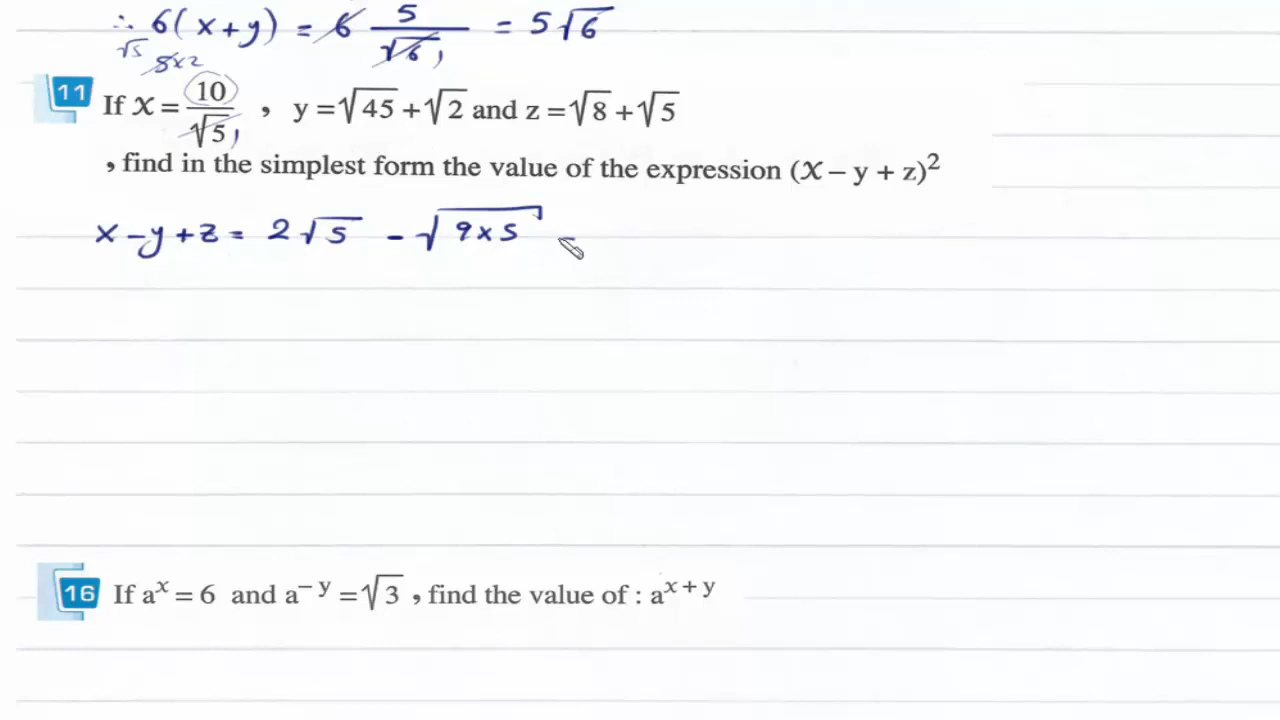 ∴ 6(x+y) = 6 5/√6 = 5√6
√5 5×2
11 If x = 10/√5 , y = √45 + √2 and z = √8 + √5
, find in the simplest form the value of the expression (x – y + z)²
x - y + z = 2√5 - √9×5 -
16 If aˣ = 6 and a⁻ʸ = √3 , find the value of : aˣ⁺ʸ